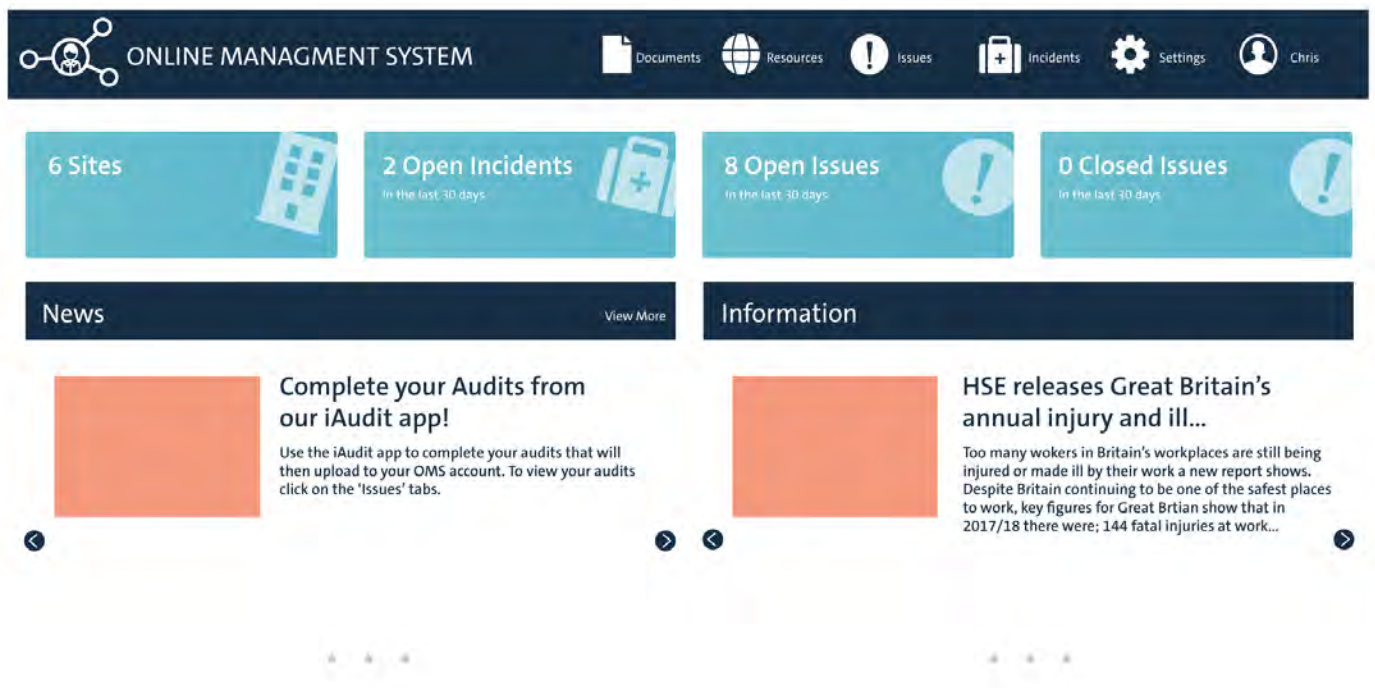 ONLINE MANAGMENT SYSTEM
Documents
Resources
Issues
Incidents
Settings
Chris
6 Sites
2 Open Incidents
In the last 30 days
8 Open Issues
In the last 30 days
0 Closed Issues
In the last 30 days
News
View More
Information
Complete your Audits from
our iAudit app!
Use the iAudit app to complete your audits that will
then upload to your OMS account. To view your audits
click on the 'Issues' tabs.
HSE releases Great Britain's
annual injury and ill...
Too many wokers in Britain's workplaces are still being
injured or made ill by their work a new report shows.
Despite Britain continuing to be one of the safest places
to work, key figures for Great Brtian show that in
2017/18 there were; 144 fatal injuries at work...